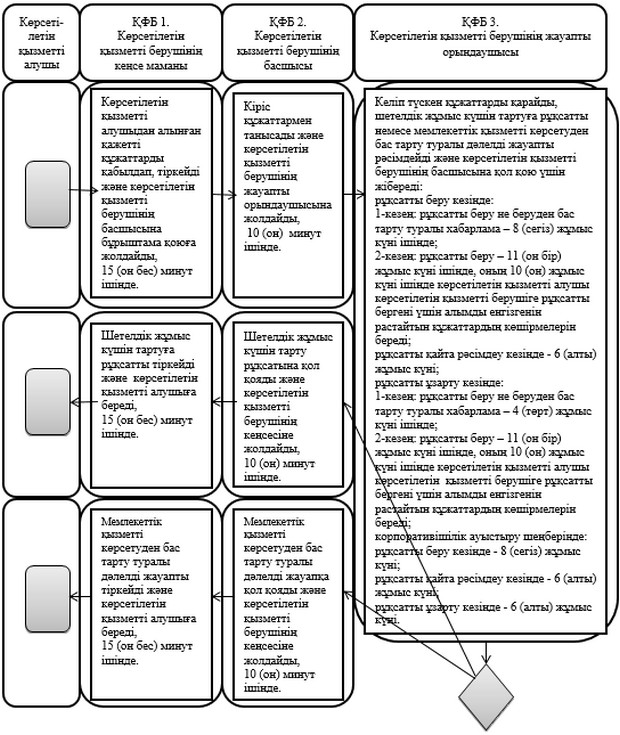 Көрсеті-
летін
қызметті
алушы
ҚФБ 1.
Көрсетілетін
қызметті берушінің
кеңсе маманы
ҚФБ 2.
Көрсетілетін
қызметті берушінің
басшысы
ҚФБ 3.
Көрсетілетін қызметті берушінің жауапты
орындаушысы
Көрсетілетін
қызметті
алушыдан алынған
қажетті
құжаттарды
қабылдап, тіркейді
және көрсетілетін
қызметті
берушінің
басшысына
бұрыштама қоюға
жолдайды,
15 (он бес) минут
ішінде.
Кіріс
құжаттармен
танысады және
көрсетілетін
қызметті
берушінің
жауапты
орындаушысына
жолдайды,
10 (он) минут
ішінде.
Келіп түскен құжаттарды қарайды,
шетелдік жұмыс күшін тартуға рұқсатты
немесе мемлекеттік қызметті көрсетуден
бас тарту туралы дәлелді жауапты
рәсімдейді және көрсетілетін қызметті
берушінің басшысына қол қою үшін
жібереді:
рұқсатты беру кезінде:
1-кезең: рұқсатты беру не беруден бас
тарту туралы хабарлама – 8 (сегіз) жұмыс
күні ішінде;
2-кезең: рұқсатты беру – 11 (он бір)
жұмыс күні ішінде, оның 10 (он) жұмыс
күні ішінде көрсетілетін қызметті алушы
көрсетілетін қызметті берушіге рұқсатты
бергені үшін алымды енгізгенін
растайтын құжаттардың көшірмелерін
береді;
рұқсатты қайта рәсімдеу кезінде - 6 (алты)
жұмыс күні;
рұқсатты ұзарту кезінде:
1-кезең: рұқсатты беру не беруден бас
тарту туралы хабарлама – 4 (төрт) жұмыс
күні ішінде;
2-кезең: рұқсатты беру – 11 (он бір)
жұмыс күні ішінде, оның 10 (он) жұмыс
күні ішінде көрсетілетін қызметті алушы
көрсетілетін қызметті берушіге рұқсатты
бергені үшін алымды енгізгенін
растайтын құжаттардың көшірмелерін
береді;
корпоративішілік ауыстыру шеңберінде:
рұқсатты беру кезінде - 8 (сегіз) жұмыс
күні;
рұқсатты қайта рәсімдеу кезінде - 6 (алты)
жұмыс күні;
рұқсатты ұзарту кезінде - 6 (алты) жұмыс
күні.
Шетелдік жұмыс
күшін тартуға
рұқсатты тіркейді
және көрсетілетін
қызметті алушыға
береді,
15 (он бес) минут
ішінде.
Шетелдік жұмыс
күшін тарту
рұқсатына қол
қояды және
көрсетілетін
қызметті
берушінің
кеңсесіне
жолдайды,
10 (он) минут
ішінде.
Мемлекеттік
қызметті
көрсетуден бас
тарту туралы
дәлелді жауапты
тіркейді және
көрсетілетін
қызметті алушыға
береді,
15 (он бес) минут
ішінде.
Мемлекеттік
қызметті
көрсетуден бас
тарту туралы
дәлелді жауапқа
қол қояды және
көрсетілетін
қызметті
берушінің
кеңсесіне
жолдайды,
10 (он) минут
ішінде.